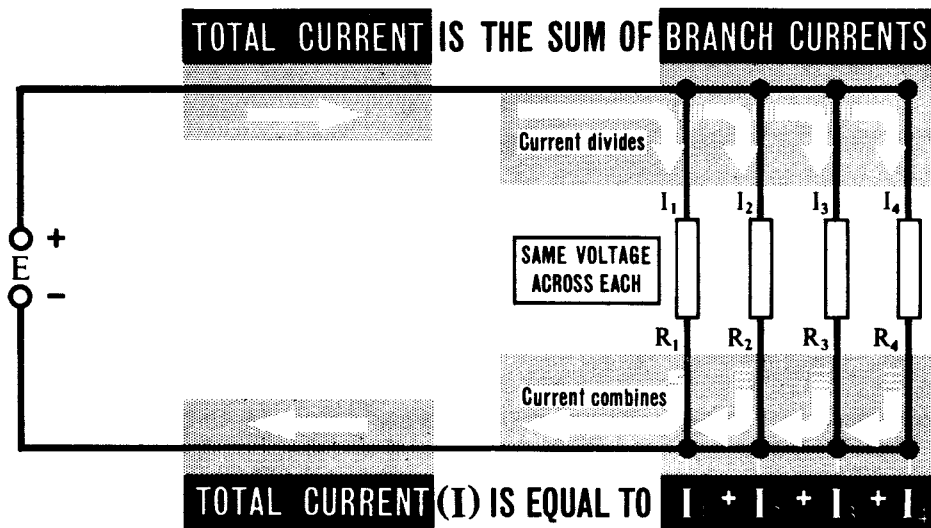 TOTAL CURRENT IS THE SUM OF BRANCH CURRENTS
Current divides
I₁ I₂ I₃ I₄
+
E
-
SAME VOLTAGE
ACROSS EACH
R₁ R₂ R₃ R₄
Current combines
TOTAL CURRENT (I) IS EQUAL TO I + I + I + I